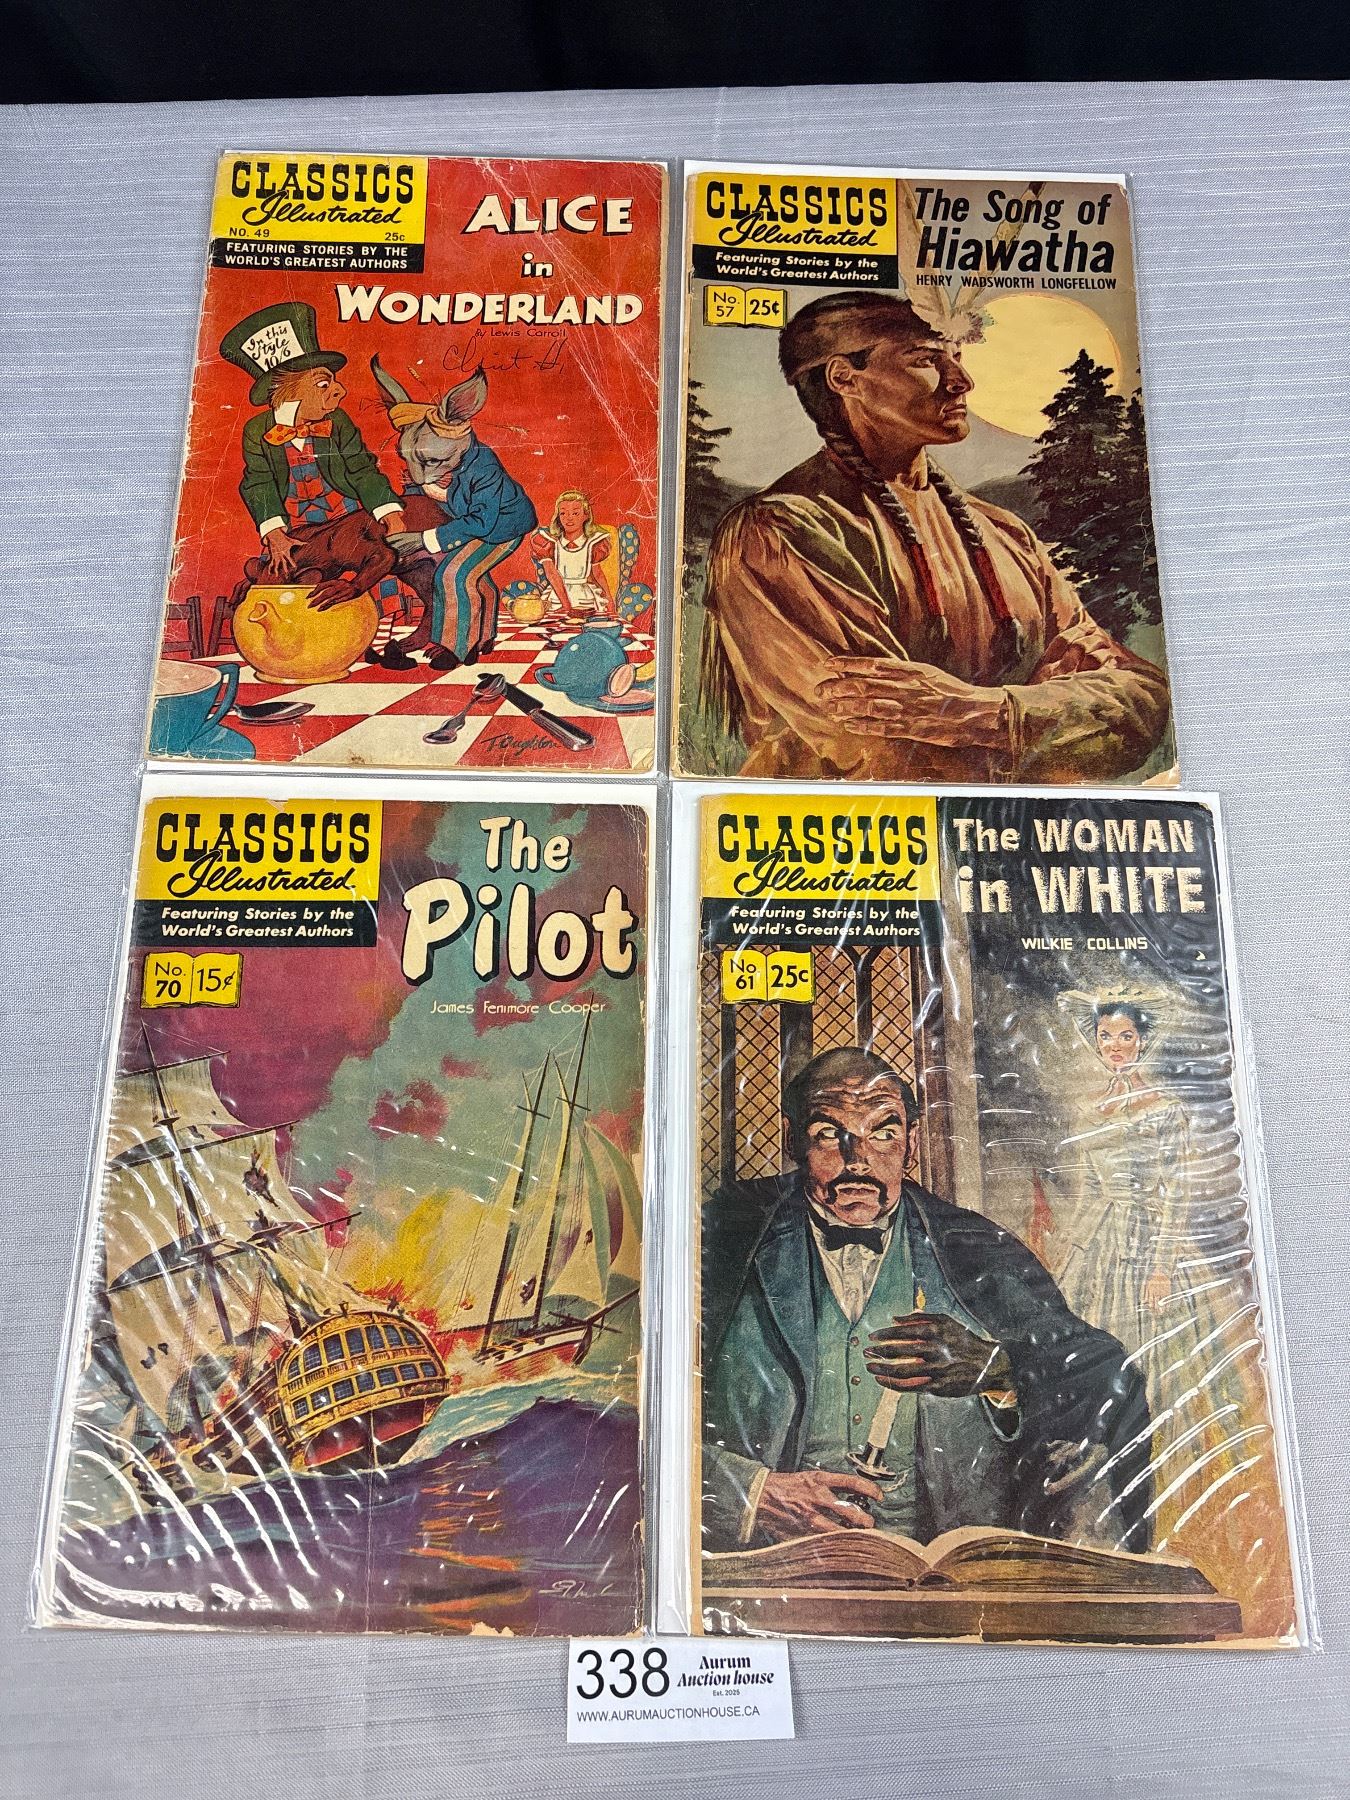 CLASSICS
Illustrated
NO. 49 25c
FEATURING STORIES BY THE
WORLD'S GREATEST AUTHORS
ALICE
in
WONDERLAND
By Lewis Carroll
In this
Style
10/6
CLASSICS
Illustrated
Featuring Stories by the
World's Greatest Authors
No.
57
25¢
The Song of
Hiawatha
HENRY WADSWORTH LONGFELLOW
CLASSICS
Illustrated
Featuring Stories by the
World's Greatest Authors
No.
70
15¢
The
Pilot
James Fenimore Cooper
CLASSICS
Illustrated
Featuring Stories by the
World's Greatest Authors
No
61
25c
The WOMAN
in WHITE
WILKIE COLLINS
338
Aurum
Auction house
Est. 2025
WWW.AURUMAUCTIONHOUSE.CA